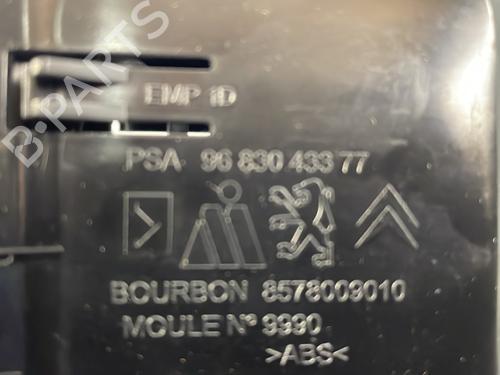 B-PARTS
EMP iD
PSA 96 830 433 77
BOURBON 8578009010
MOULE N° 9990
>ABS<